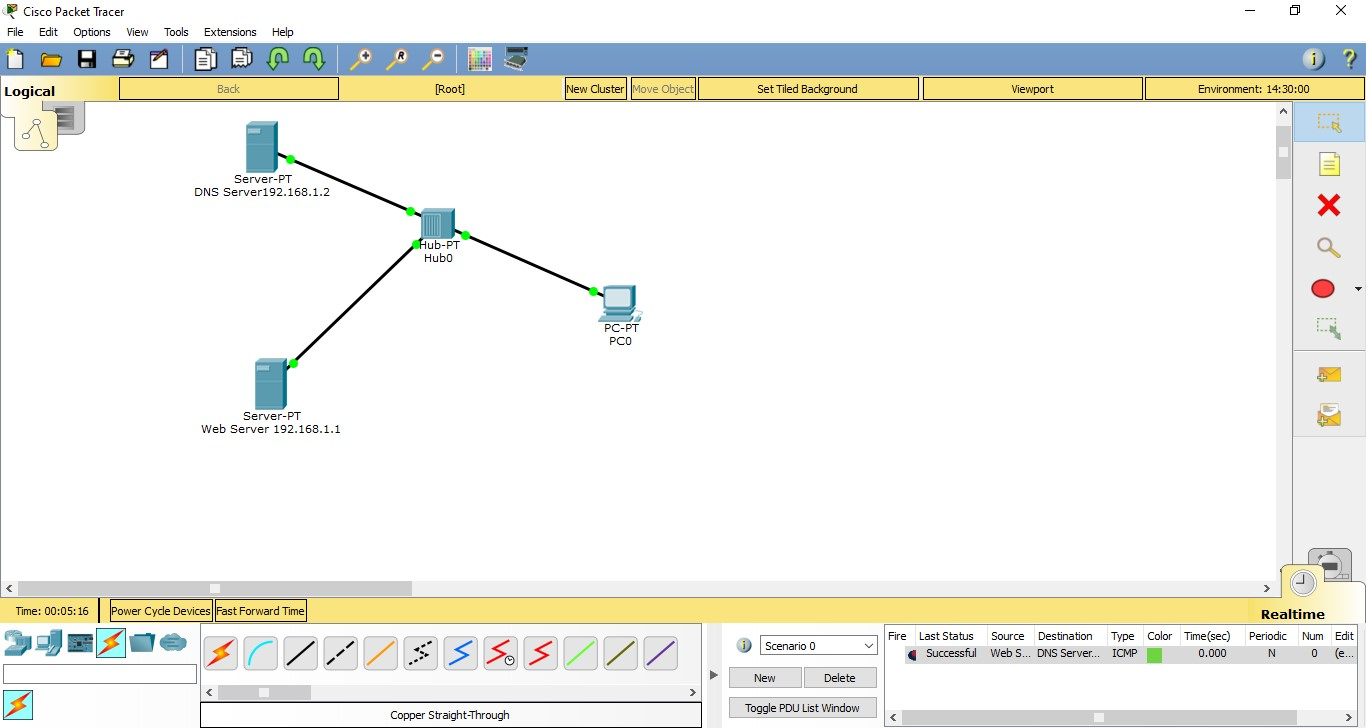 Cisco Packet Tracer
File Edit Options View Tools Extensions Help
Logical Back [Root] New Cluster Move Object Set Tiled Background Viewport Environment: 14:30:00
Server-PT
DNS Server192.168.1.2
Hub-PT
Hub0
PC-PT
PC0
Server-PT
Web Server 192.168.1.1
Time: 00:05:16 Power Cycle Devices Fast Forward Time Realtime
Scenario 0
New Delete
Toggle PDU List Window
Fire Last Status Source Destination Type Color Time(sec) Periodic Num Edit
Successful Web S... DNS Server... ICMP 0.000 N 0 (e...
Copper Straight-Through